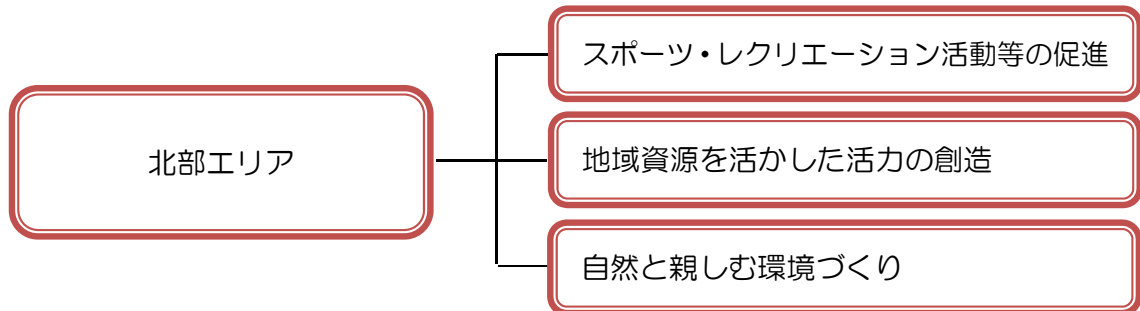 スポーツ・レクリエーション活動等の促進
北部エリア
地域資源を活かした活力の創造
自然と親しむ環境づくり